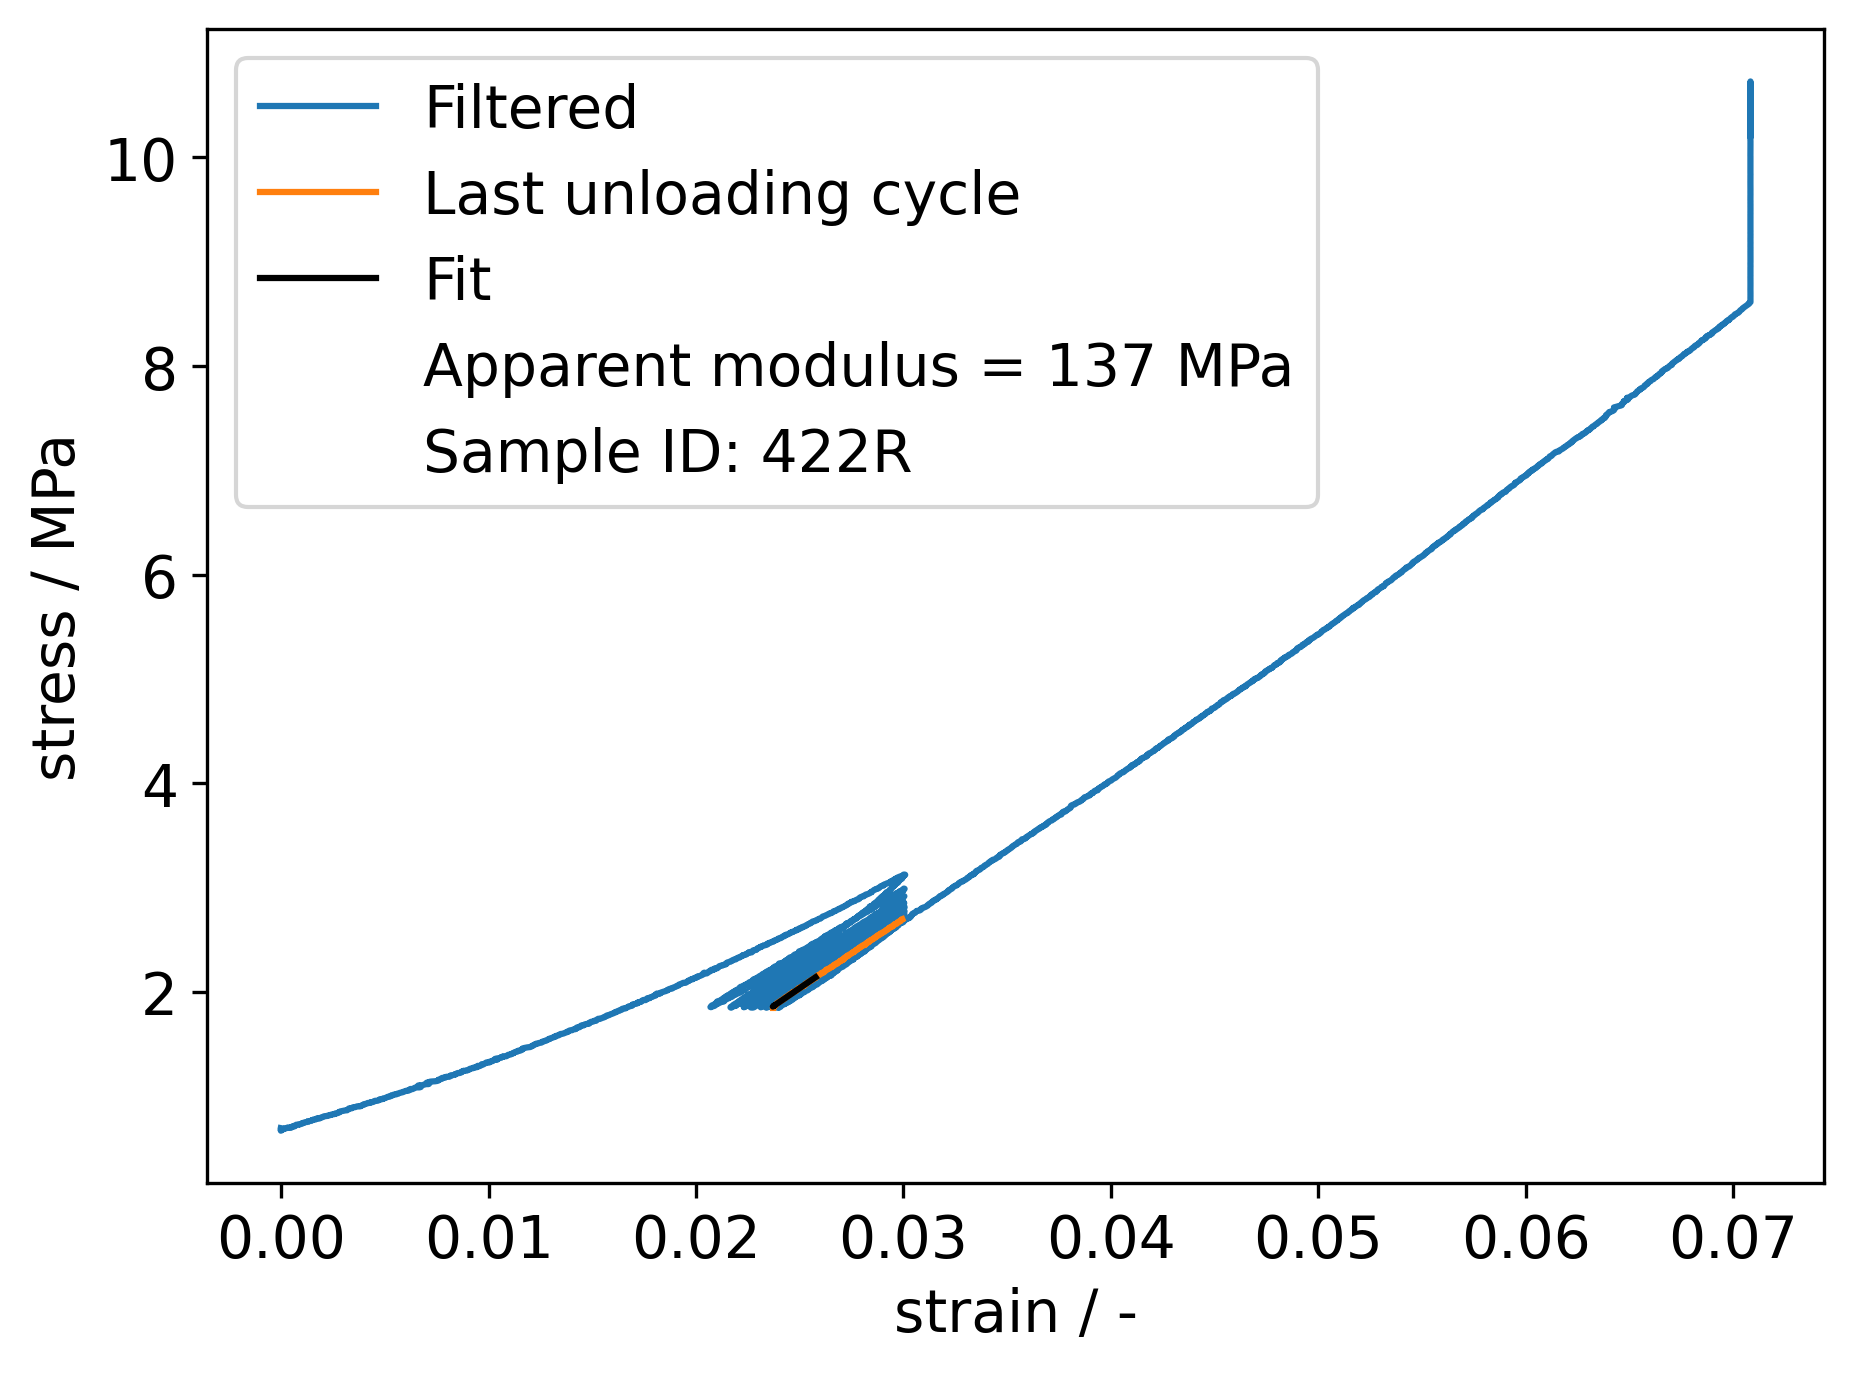 Filtered
Last unloading cycle
Fit
Apparent modulus = 137 MPa
Sample ID: 422R
stress / MPa
10
8
6
4
2
0.00 0.01 0.02 0.03 0.04 0.05 0.06 0.07
strain / -